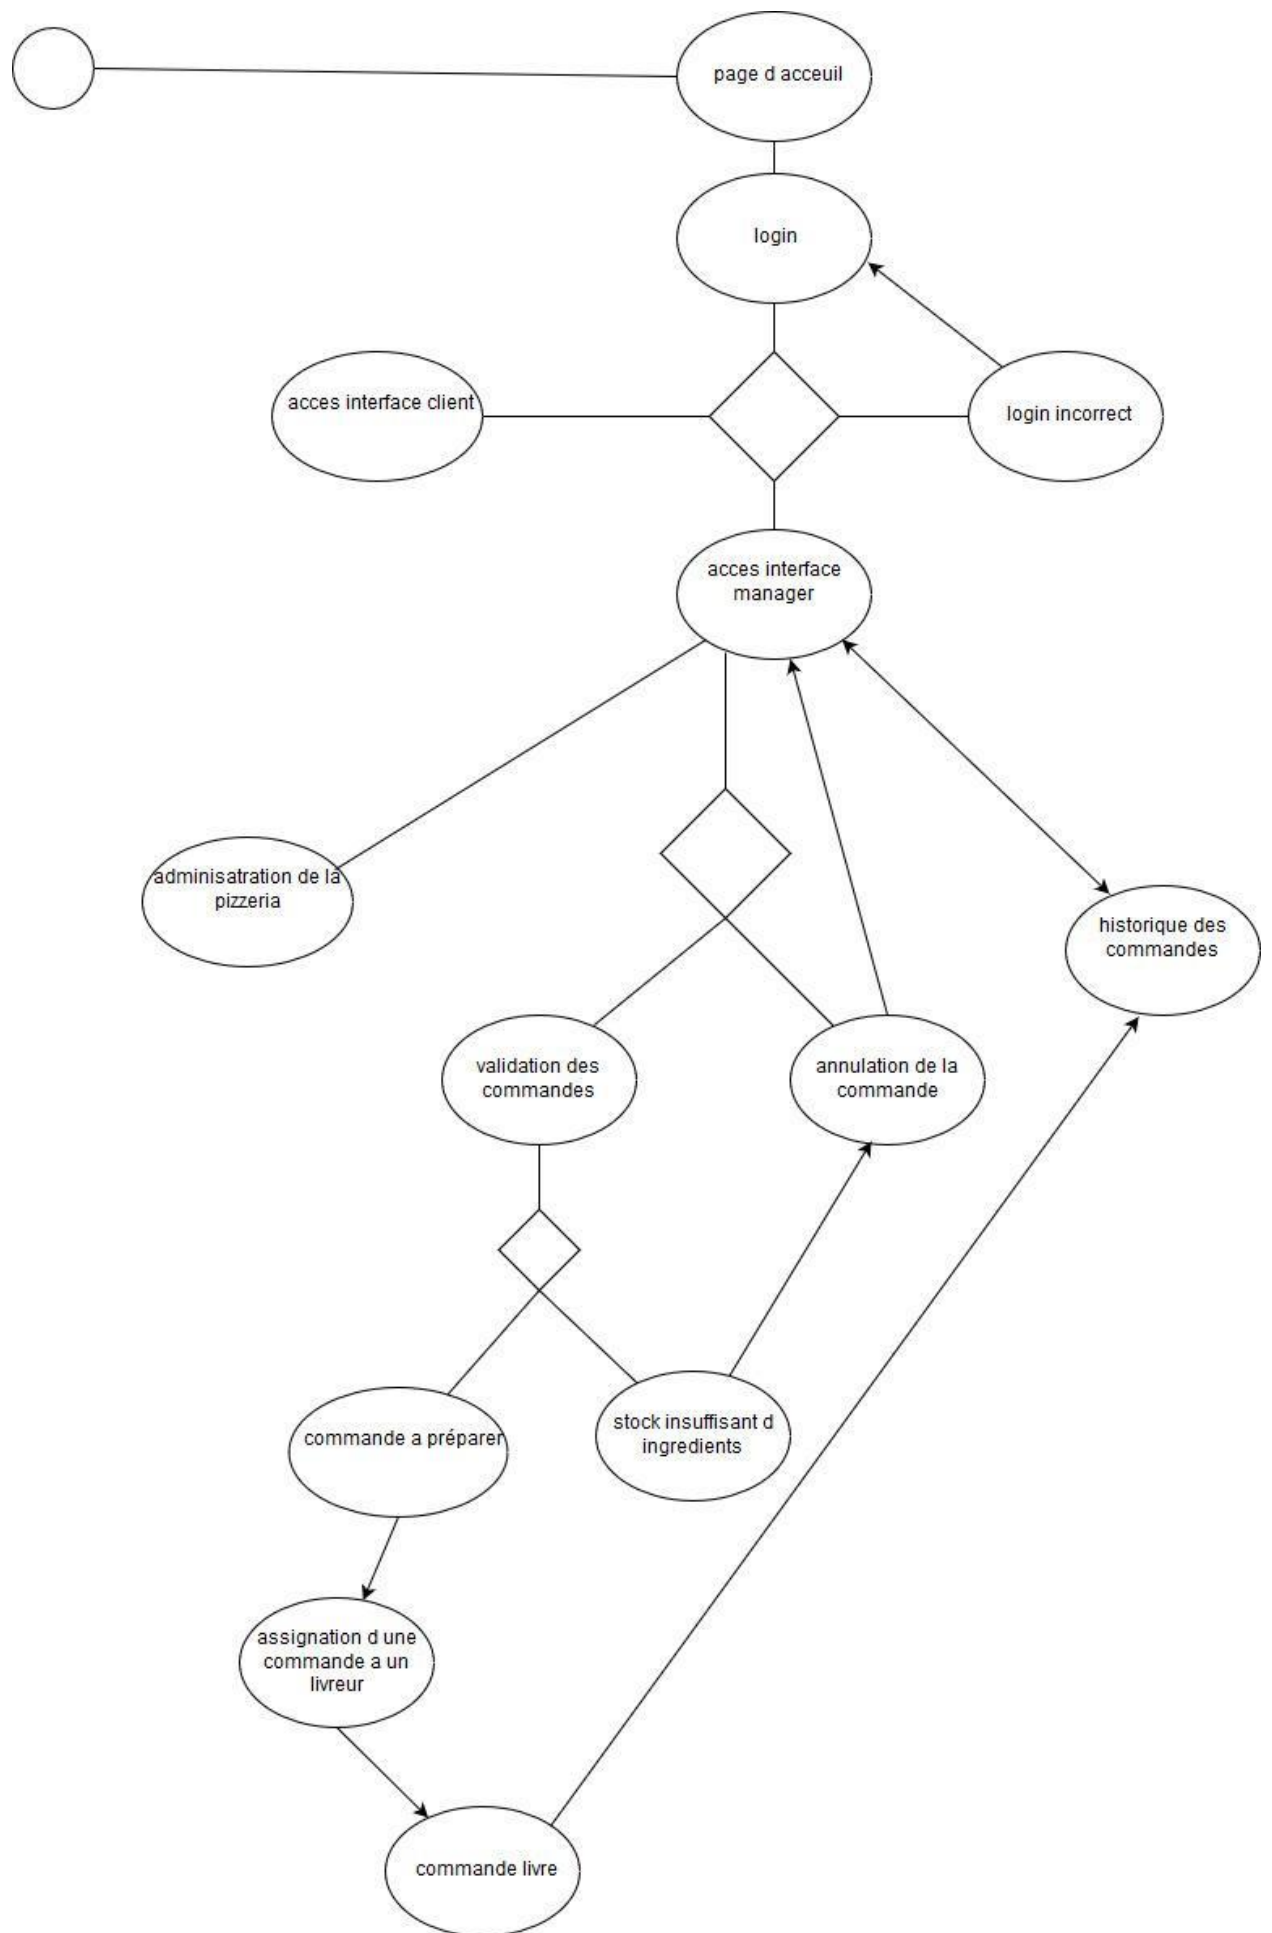 page d acceuil
login
acces interface client
login incorrect
acces interface
manager
adminisatration de la
pizzeria
historique des
commandes
validation des
commandes
annulation de la
commande
commande a préparer
stock insuffisant d
ingredients
assignation d une
commande a un
livreur
commande livre